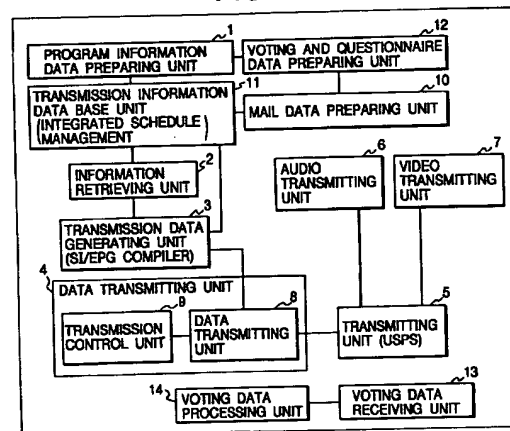 1
PROGRAM INFORMATION
DATA PREPARING UNIT
12
VOTING AND QUESTIONNAIRE
DATA PREPARING UNIT
11
TRANSMISSION INFORMATION
DATA BASE UNIT
(INTEGRATED SCHEDULE
MANAGEMENT)
10
MAIL DATA PREPARING UNIT
2
INFORMATION
RETRIEVING UNIT
6
AUDIO
TRANSMITTING
UNIT
7
VIDEO
TRANSMITTING
UNIT
3
TRANSMISSION DATA
GENERATING UNIT
(SI/EPG COMPILER)
4
DATA TRANSMITTING UNIT
9
TRANSMISSION
CONTROL UNIT
8
DATA
TRANSMITTING
UNIT
5
TRANSMITTING
UNIT (USPS)
14
VOTING DATA
PROCESSING UNIT
13
VOTING DATA
RECEIVING UNIT